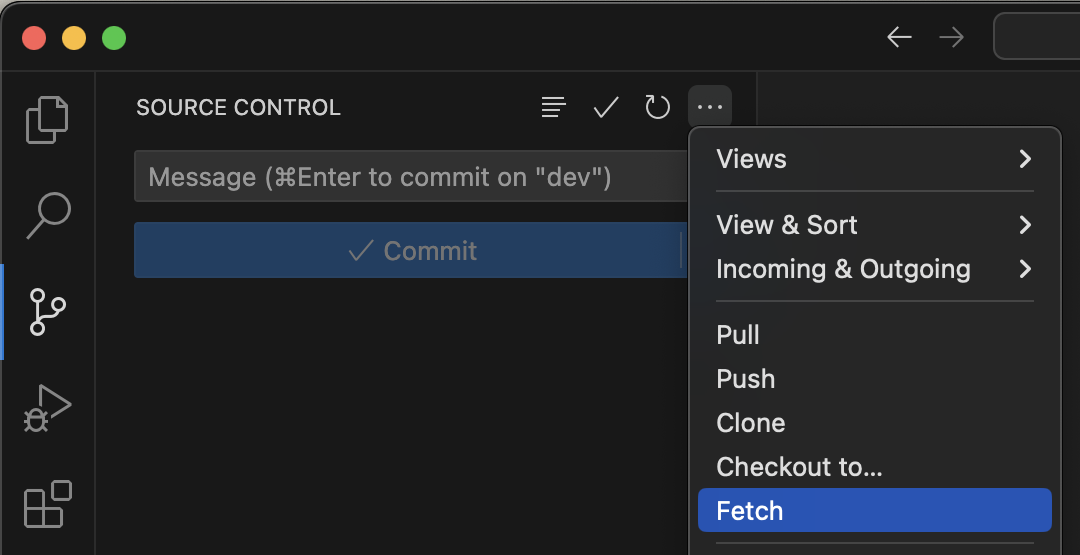 SOURCE CONTROL
Message (⌘Enter to commit on "dev")
Commit
Views
View & Sort
Incoming & Outgoing
Pull
Push
Clone
Checkout to...
Fetch